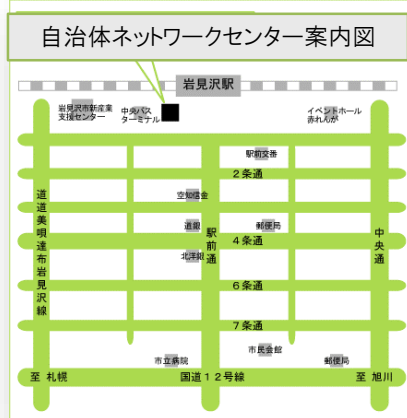 自治体ネットワークセンター案内図
岩見沢駅
岩見沢市新産業
支援センター
中央バス
ターミナル
イベントホール
赤れんが
駅前交番
2条通
空知信金
道道美唄達布岩見沢線
道銀
駅前通
郵便局
4条通
中央通
北洋銀
6条通
7条通
市立病院
市民会館
郵便局
至 札幌
国道12号線
至 旭川